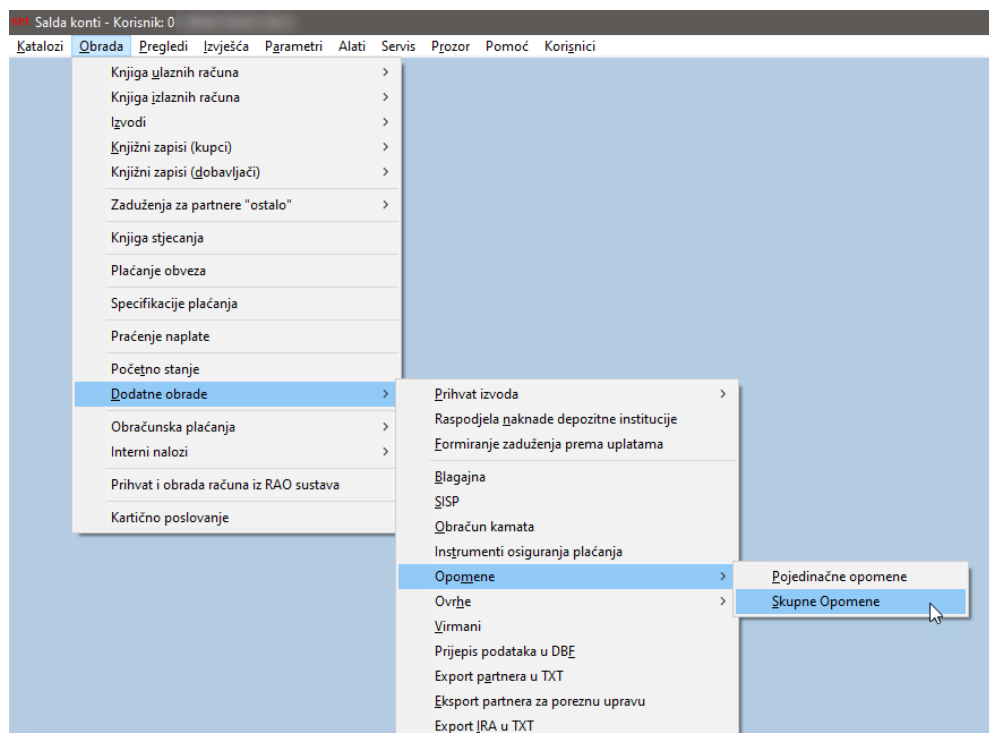 SPI Salda konti - Korisnik: 0
Katalozi Obrada Pregledi Izvješća Parametri Alati Servis Prozor Pomoć Korisnici
Knjiga ulaznih računa
Knjiga izlaznih računa
Izvodi
Knjižni zapisi (kupci)
Knjižni zapisi (dobavljači)
Zaduženja za partnere "ostalo"
Knjiga stjecanja
Plaćanje obveza
Specifikacije plaćanja
Praćenje naplate
Početno stanje
Dodatne obrade
Obračunska plaćanja
Interni nalozi
Prihvat i obrada računa iz RAO sustava
Kartično poslovanje
Prihvat izvoda
Raspodjela naknade depozitne institucije
Formiranje zaduženja prema uplatama
Blagajna
SISP
Obračun kamata
Instrumenti osiguranja plaćanja
Opomene
Ovrhe
Virmani
Prijepis podataka u DBF
Export partnera u TXT
Eksport partnera za poreznu upravu
Export IRA u TXT
Pojedinačne opomene
Skupne Opomene